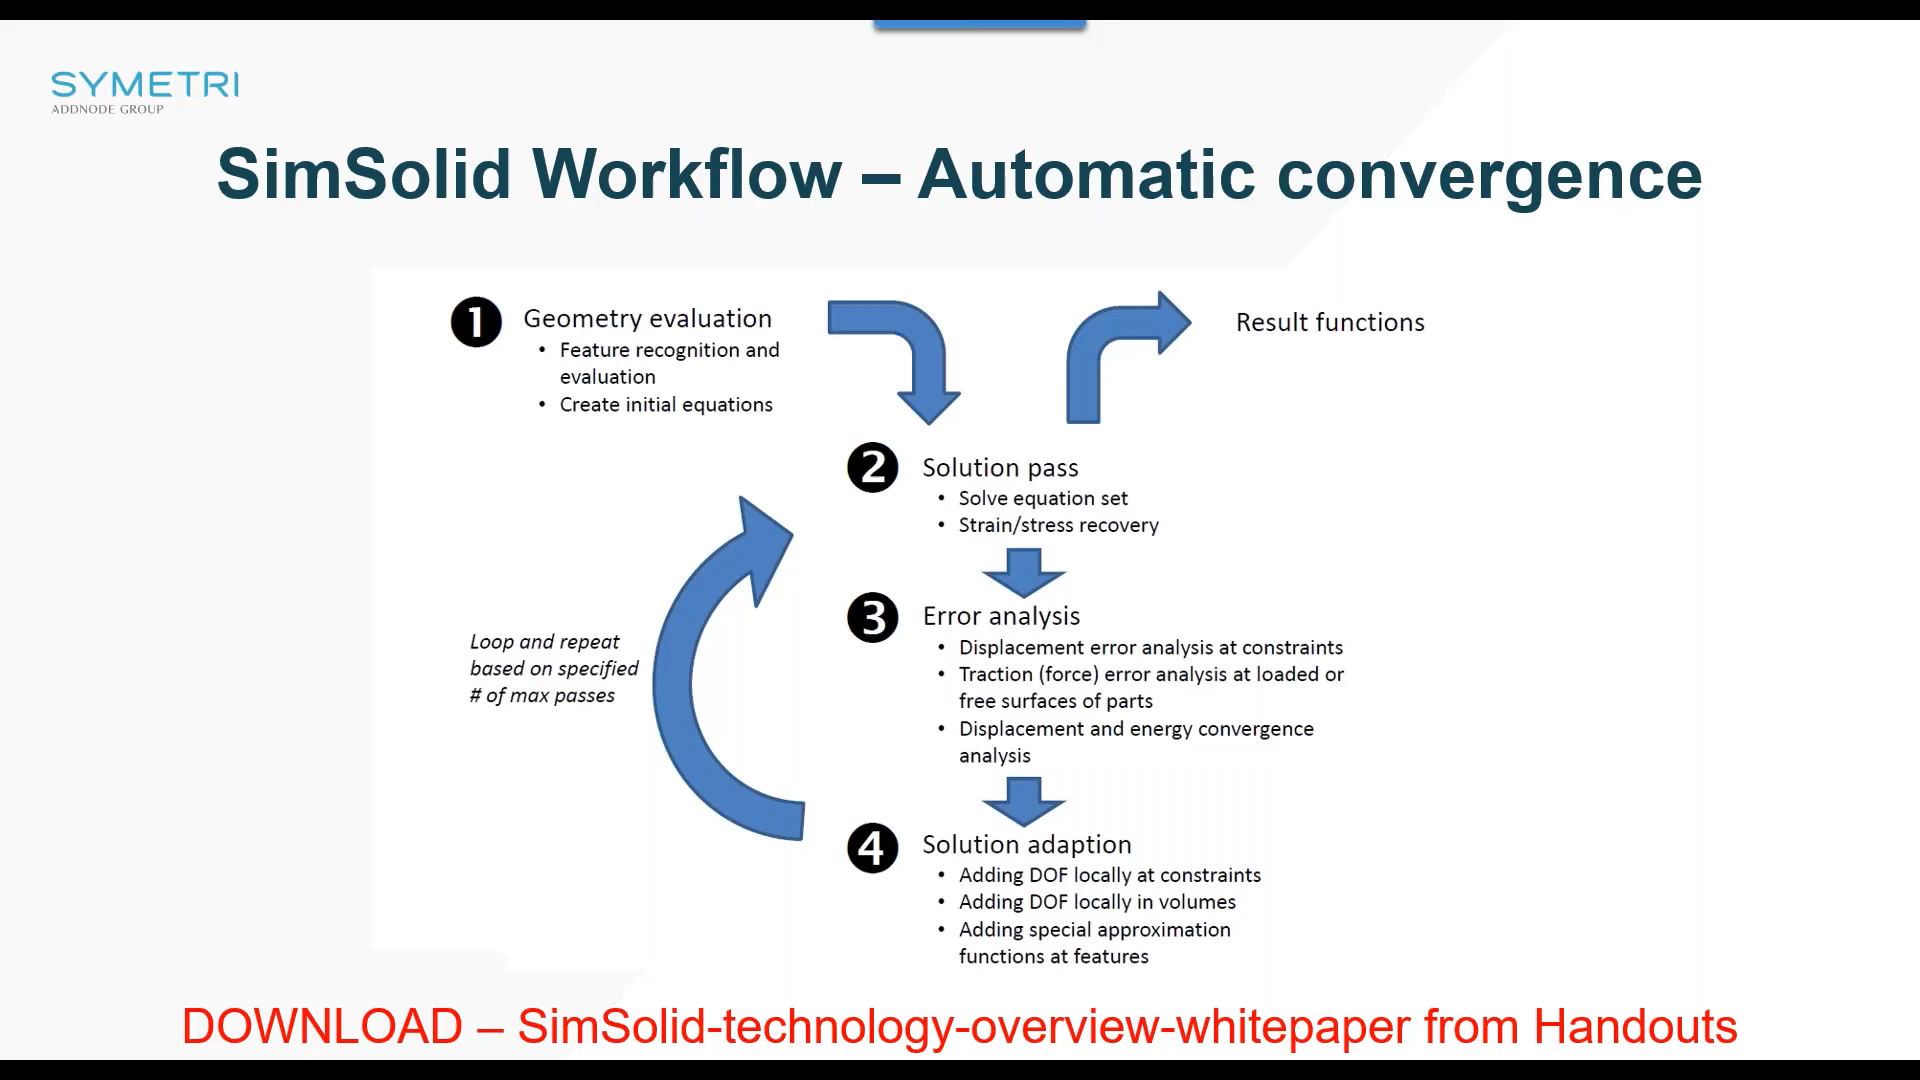 SYMETRI
ADDNODE GROUP
SimSolid Workflow – Automatic convergence
1 Geometry evaluation
• Feature recognition and
evaluation
• Create initial equations
Result functions
2 Solution pass
• Solve equation set
• Strain/stress recovery
3 Error analysis
• Displacement error analysis at constraints
• Traction (force) error analysis at loaded or
free surfaces of parts
• Displacement and energy convergence
analysis
Loop and repeat
based on specified
# of max passes
4 Solution adaption
• Adding DOF locally at constraints
• Adding DOF locally in volumes
• Adding special approximation
functions at features
DOWNLOAD – SimSolid-technology-overview-whitepaper from Handouts